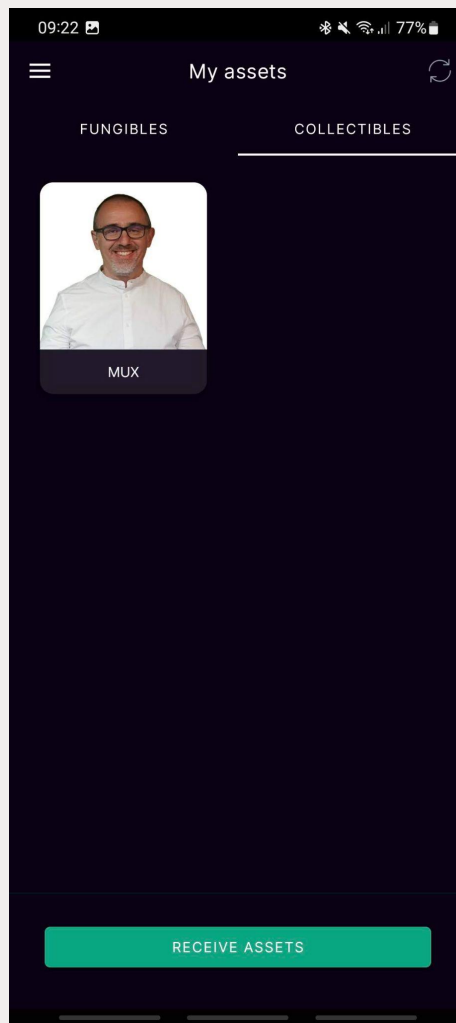 09:22 77%
My assets
FUNGIBLES COLLECTIBLES
MUX
RECEIVE ASSETS